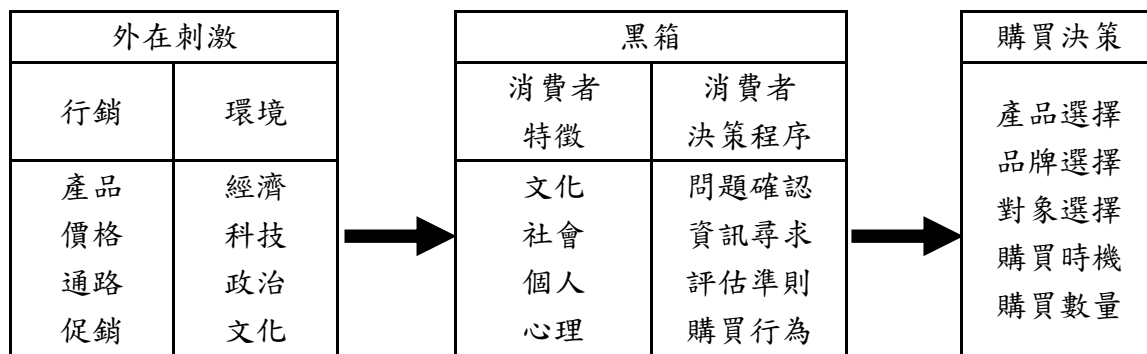 外在刺激
行銷 環境
產品 經濟
價格 科技
通路 政治
促銷 文化
黑箱
消費者 消費者
特徵 決策程序
文化 問題確認
社會 資訊尋求
個人 評估準則
心理 購買行為
購買決策
產品選擇
品牌選擇
對象選擇
購買時機
購買數量